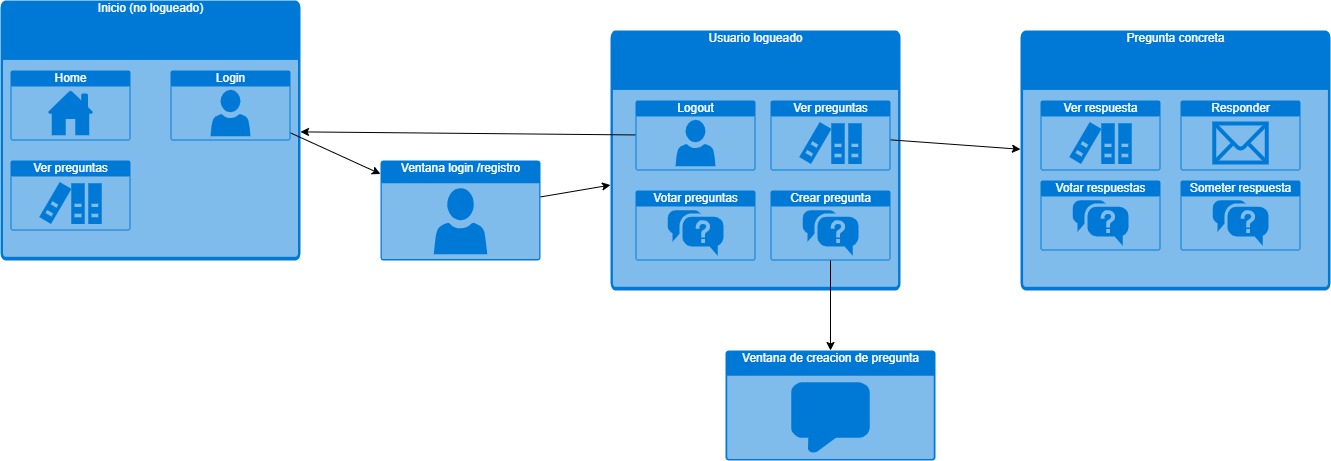 Inicio (no logueado)
Home
Login
Ver preguntas
Ventana login /registro
Usuario logueado
Logout
Ver preguntas
Votar preguntas
?
Crear pregunta
?
Ventana de creacion de pregunta
Pregunta concreta
Ver respuesta
Responder
Votar respuestas
?
Someter respuesta
?